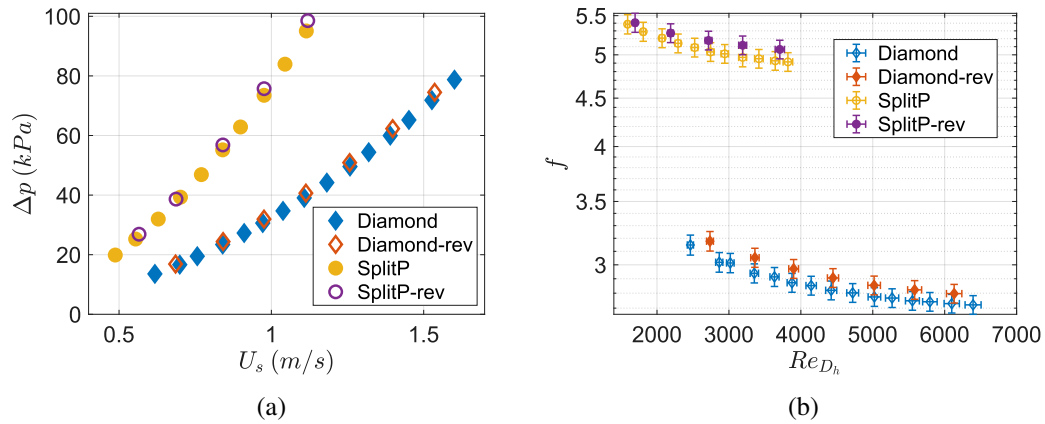 100
80
60
40
20
0
Δp (kPa)
0.5
1
1.5
U_s (m/s)
Diamond
Diamond-rev
SplitP
SplitP-rev
(a)
5.5
5
4.5
4
3.5
3
f
2000
3000
4000
5000
6000
7000
Re_{D_h}
Diamond
Diamond-rev
SplitP
SplitP-rev
(b)